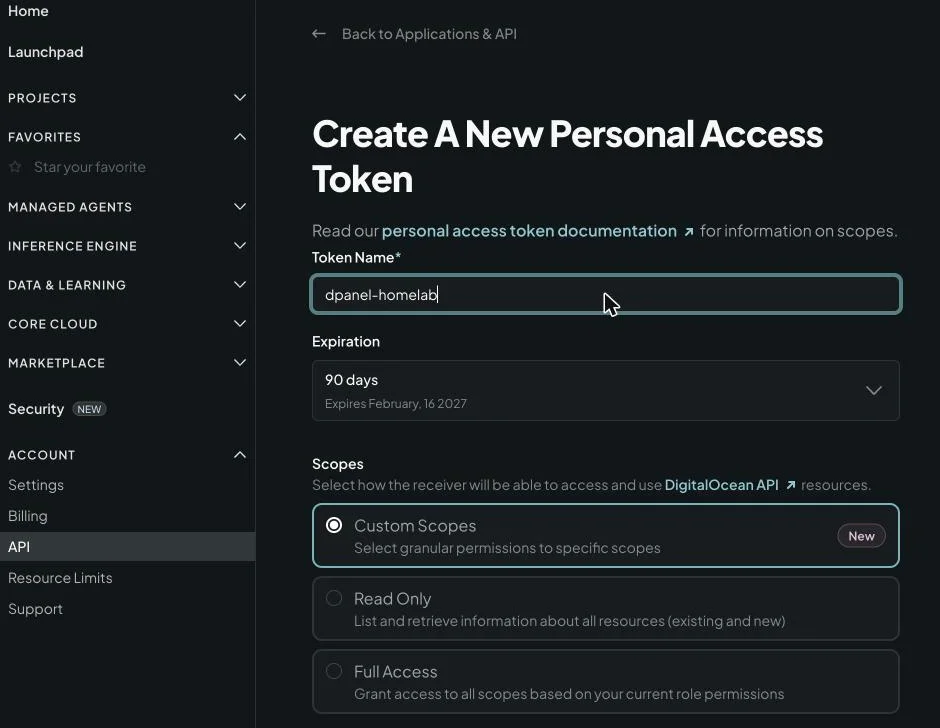 Home
Launchpad
PROJECTS
FAVORITES
Star your favorite
MANAGED AGENTS
INFERENCE ENGINE
DATA & LEARNING
CORE CLOUD
MARKETPLACE
Security NEW
ACCOUNT
Settings
Billing
API
Resource Limits
Support
← Back to Applications & API
Create A New Personal Access
Token
Read our personal access token documentation ↗ for information on scopes.
Token Name*
dpanel-homelab
Expiration
90 days
Expires February, 16 2027
Scopes
Select how the receiver will be able to access and use DigitalOcean API ↗ resources.
Custom Scopes
Select granular permissions to specific scopes
New
Read Only
List and retrieve information about all resources (existing and new)
Full Access
Grant access to all scopes based on your current role permissions